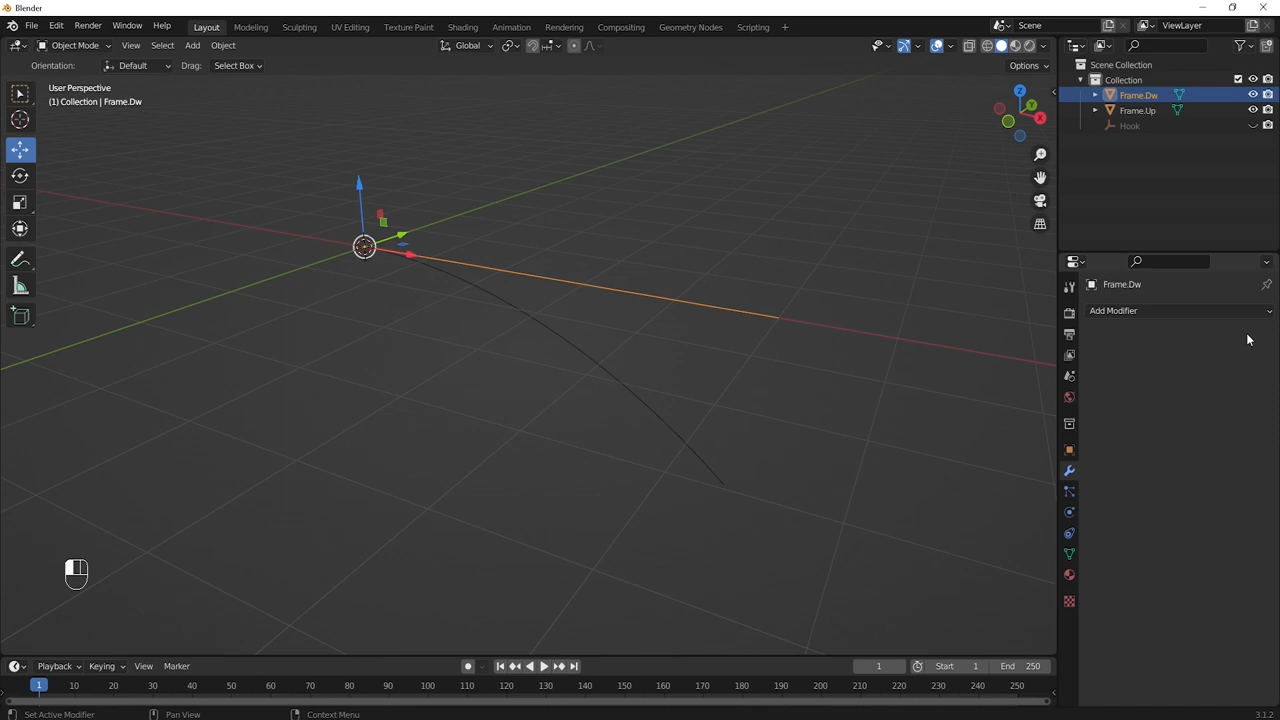 Blender
File Edit Render Window Help Layout Modeling Sculpting UV Editing Texture Paint Shading Animation Rendering Compositing Geometry Nodes Scripting + Scene ViewLayer
Object Mode View Select Add Object Global
Orientation: Default Drag: Select Box Options
User Perspective
(1) Collection | Frame.Dw
Z
Y
X
Scene Collection
Collection
Frame.Dw
Frame.Up
Hook
Frame.Dw
Add Modifier
Playback Keying View Marker 1 Start 1 End 250
1 10 20 30 40 50 60 70 80 90 100 110 120 130 140 150 160 170 180 190 200 210 220 230 240 250
Set Active Modifier Pan View Context Menu 3.1.2